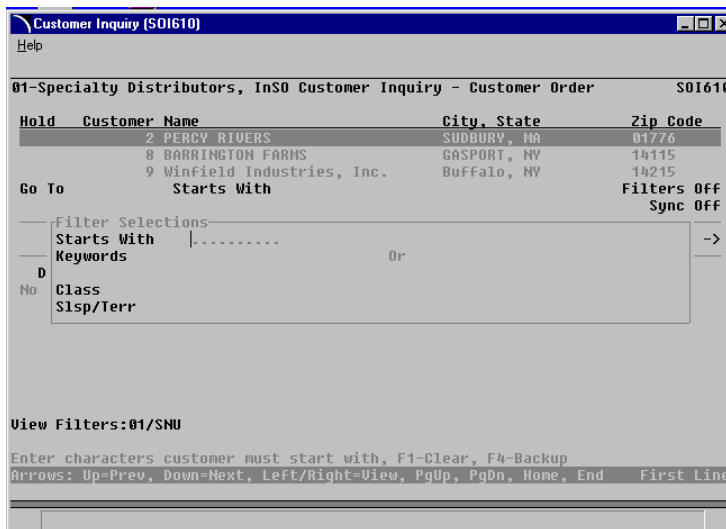 Customer Inquiry (SOI610)
Help
01-Specialty Distributors, InSO Customer Inquiry - Customer Order SOI610
Hold Customer Name City, State Zip Code
2 PERCY RIVERS SUDBURY, MA 01776
8 BARRINGTON FARMS GASPORT, NY 14115
9 Winfield Industries, Inc. Buffalo, NY 14215
Go To Starts With Filters Off
Sync Off
Filter Selections
Starts With .......... ->
Keywords Or
D
No Class
Slsp/Terr
View Filters:01/SNU
Enter characters customer must start with, F1-Clear, F4-Backup
Arrows: Up=Prev, Down=Next, Left/Right=View, PgUp, PgDn, Home, End First Line